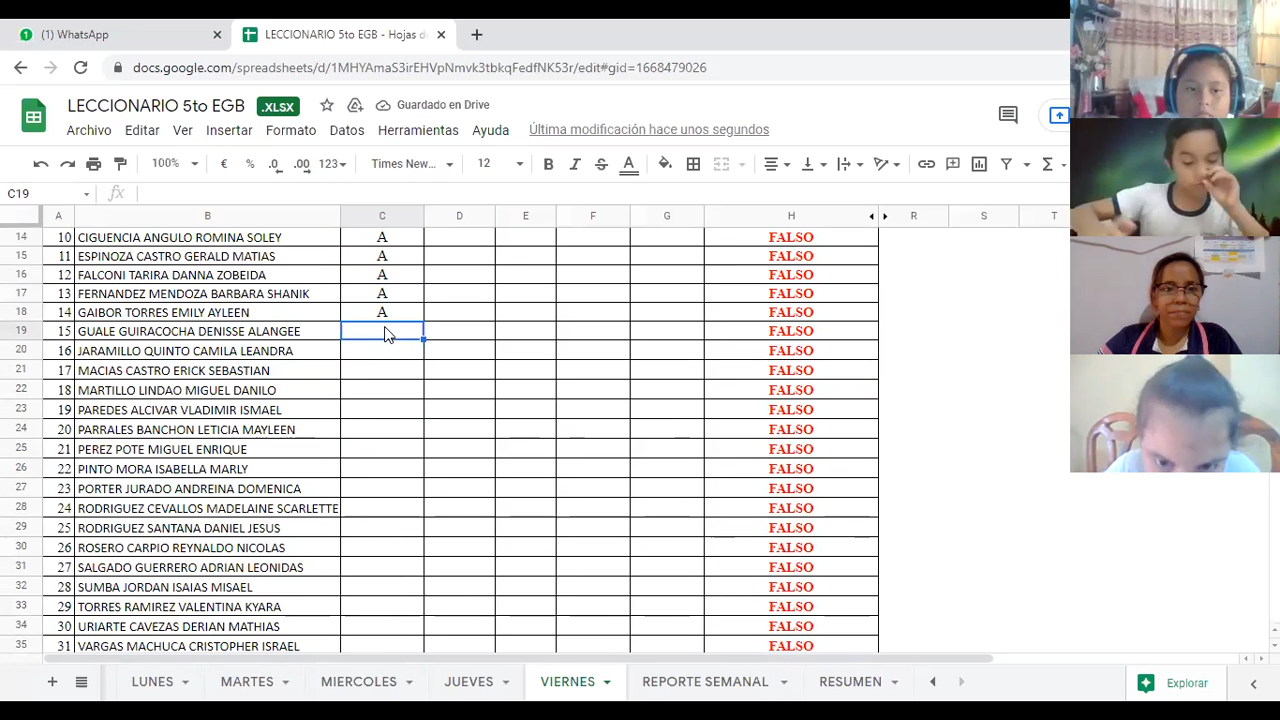 1 (1) WhatsApp × LECCIONARIO 5to EGB - Hojas d × +
docs.google.com/spreadsheets/d/1MHYAmaS3irEHVpNmvk3tbkqFedfNK53r/edit#gid=1668479026
LECCIONARIO 5to EGB .XLSX Guardado en Drive
Archivo Editar Ver Insertar Formato Datos Herramientas Ayuda Última modificación hace unos segundos
100% € % .0 .00 123 Times New... 12 B I S A Σ
C19 fx
A B C D E F G H R S T
14 10 CIGUENCIA ANGULO ROMINA SOLEY A FALSO
15 11 ESPINOZA CASTRO GERALD MATIAS A FALSO
16 12 FALCONI TARIRA DANNA ZOBEIDA A FALSO
17 13 FERNANDEZ MENDOZA BARBARA SHANIK A FALSO
18 14 GAIBOR TORRES EMILY AYLEEN A FALSO
19 15 GUALE GUIRACOCHA DENISSE ALANGEE FALSO
20 16 JARAMILLO QUINTO CAMILA LEANDRA FALSO
21 17 MACIAS CASTRO ERICK SEBASTIAN FALSO
22 18 MARTILLO LINDAO MIGUEL DANILO FALSO
23 19 PAREDES ALCIVAR VLADIMIR ISMAEL FALSO
24 20 PARRALES BANCHON LETICIA MAYLEEN FALSO
25 21 PEREZ POTE MIGUEL ENRIQUE FALSO
26 22 PINTO MORA ISABELLA MARLY FALSO
27 23 PORTER JURADO ANDREINA DOMENICA FALSO
28 24 RODRIGUEZ CEVALLOS MADELAINE SCARLETTE FALSO
29 25 RODRIGUEZ SANTANA DANIEL JESUS FALSO
30 26 ROSERO CARPIO REYNALDO NICOLAS FALSO
31 27 SALGADO GUERRERO ADRIAN LEONIDAS FALSO
32 28 SUMBA JORDAN ISAIAS MISAEL FALSO
33 29 TORRES RAMIREZ VALENTINA KYARA FALSO
34 30 URIARTE CAVEZAS DERIAN MATHIAS FALSO
35 31 VARGAS MACHUCA CRISTOPHER ISRAEL FALSO
+ LUNES MARTES MIERCOLES JUEVES VIERNES REPORTE SEMANAL RESUMEN Explorar